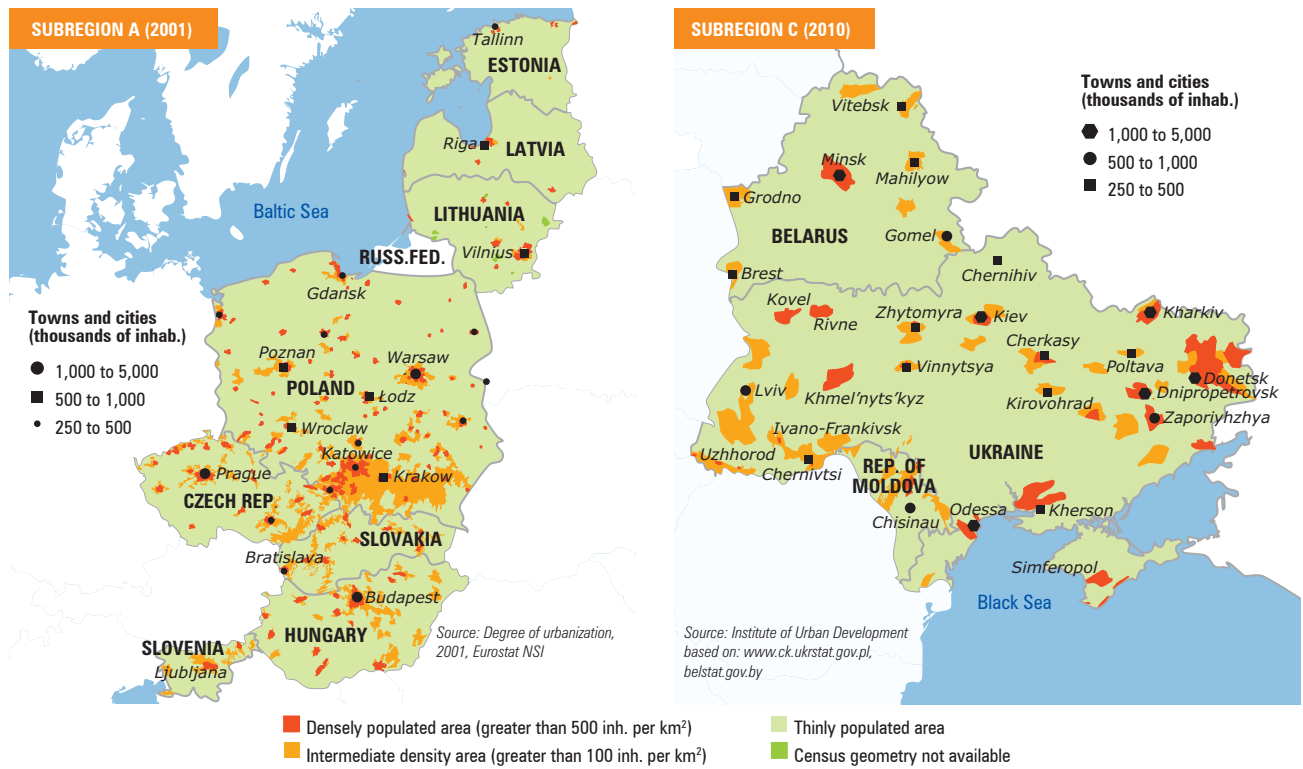 SUBREGION A (2001)
Tallinn
ESTONIA
Riga
LATVIA
Baltic Sea
LITHUANIA
Vilnius
RUSS.FED.
Gdansk
Towns and cities
(thousands of inhab.)
1,000 to 5,000
500 to 1,000
250 to 500
Poznan
Warsaw
POLAND
Łodz
Wroclaw
Katowice
Krakow
Prague
CZECH REP.
SLOVAKIA
Bratislava
Budapest
HUNGARY
SLOVENIA
Ljubljana
Source: Degree of urbanization,
2001, Eurostat NSI
SUBREGION C (2010)
Towns and cities
(thousands of inhab.)
1,000 to 5,000
500 to 1,000
250 to 500
Vitebsk
Minsk
Mahilyow
Grodno
BELARUS
Gomel
Brest
Chernihiv
Kovel
Rivne
Zhytomyra
Kiev
Kharkiv
Cherkasy
Vinnytsya
Poltava
Donetsk
Lviv
Khmel'nyts'kyz
Kirovohrad
Dnipropetrovsk
Zaporiyhzhya
Ivano-Frankivsk
Uzhhorod
Chernivtsi
UKRAINE
REP. OF
MOLDOVA
Chisinau
Odessa
Kherson
Simferopol
Black Sea
Source: Institute of Urban Development
based on: www.ck.ukrstat.gov.pl,
belstat.gov.by
Densely populated area (greater than 500 inh. per km²)
Intermediate density area (greater than 100 inh. per km²)
Thinly populated area
Census geometry not available